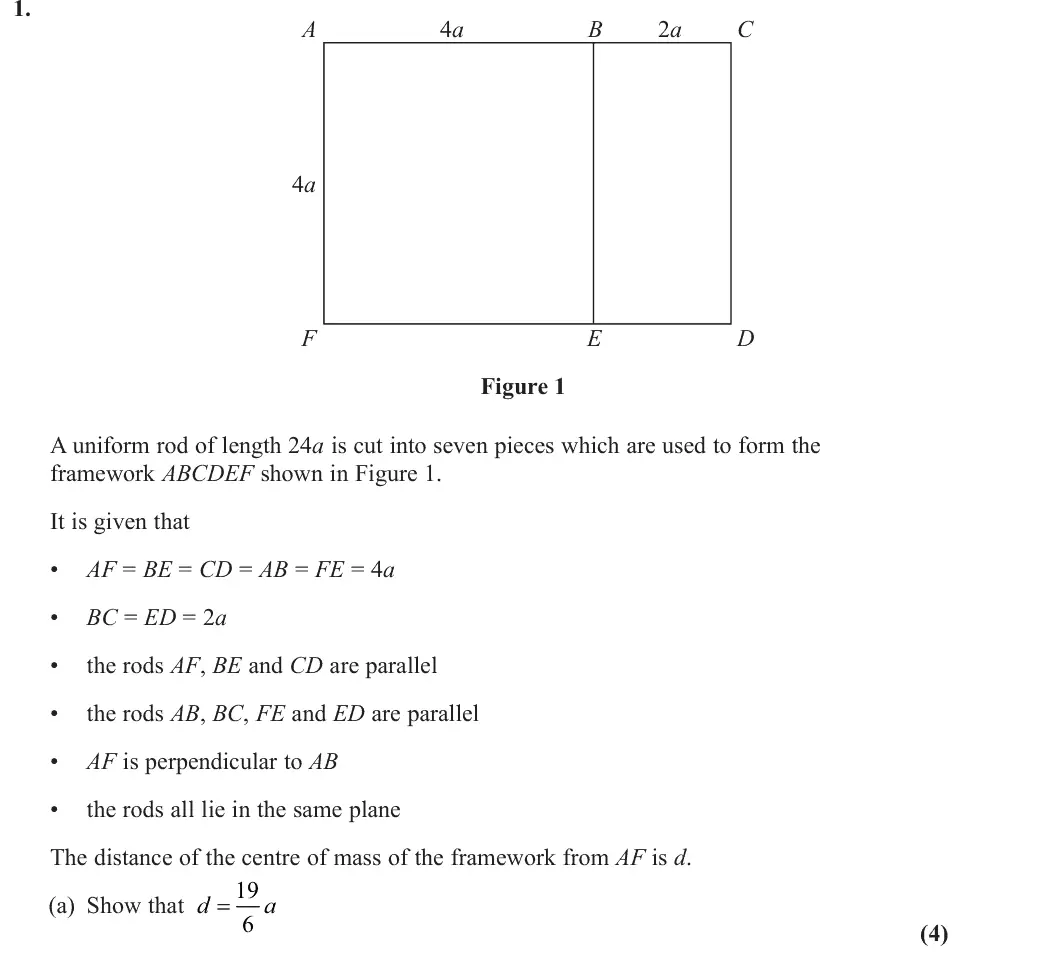 1.
A 4a B 2a C
4a
F E D
Figure 1
A uniform rod of length 24a is cut into seven pieces which are used to form the
framework ABCDEF shown in Figure 1.
It is given that
• AF = BE = CD = AB = FE = 4a
• BC = ED = 2a
• the rods AF, BE and CD are parallel
• the rods AB, BC, FE and ED are parallel
• AF is perpendicular to AB
• the rods all lie in the same plane
The distance of the centre of mass of the framework from AF is d.
(a) Show that d = 19/6 a
(4)